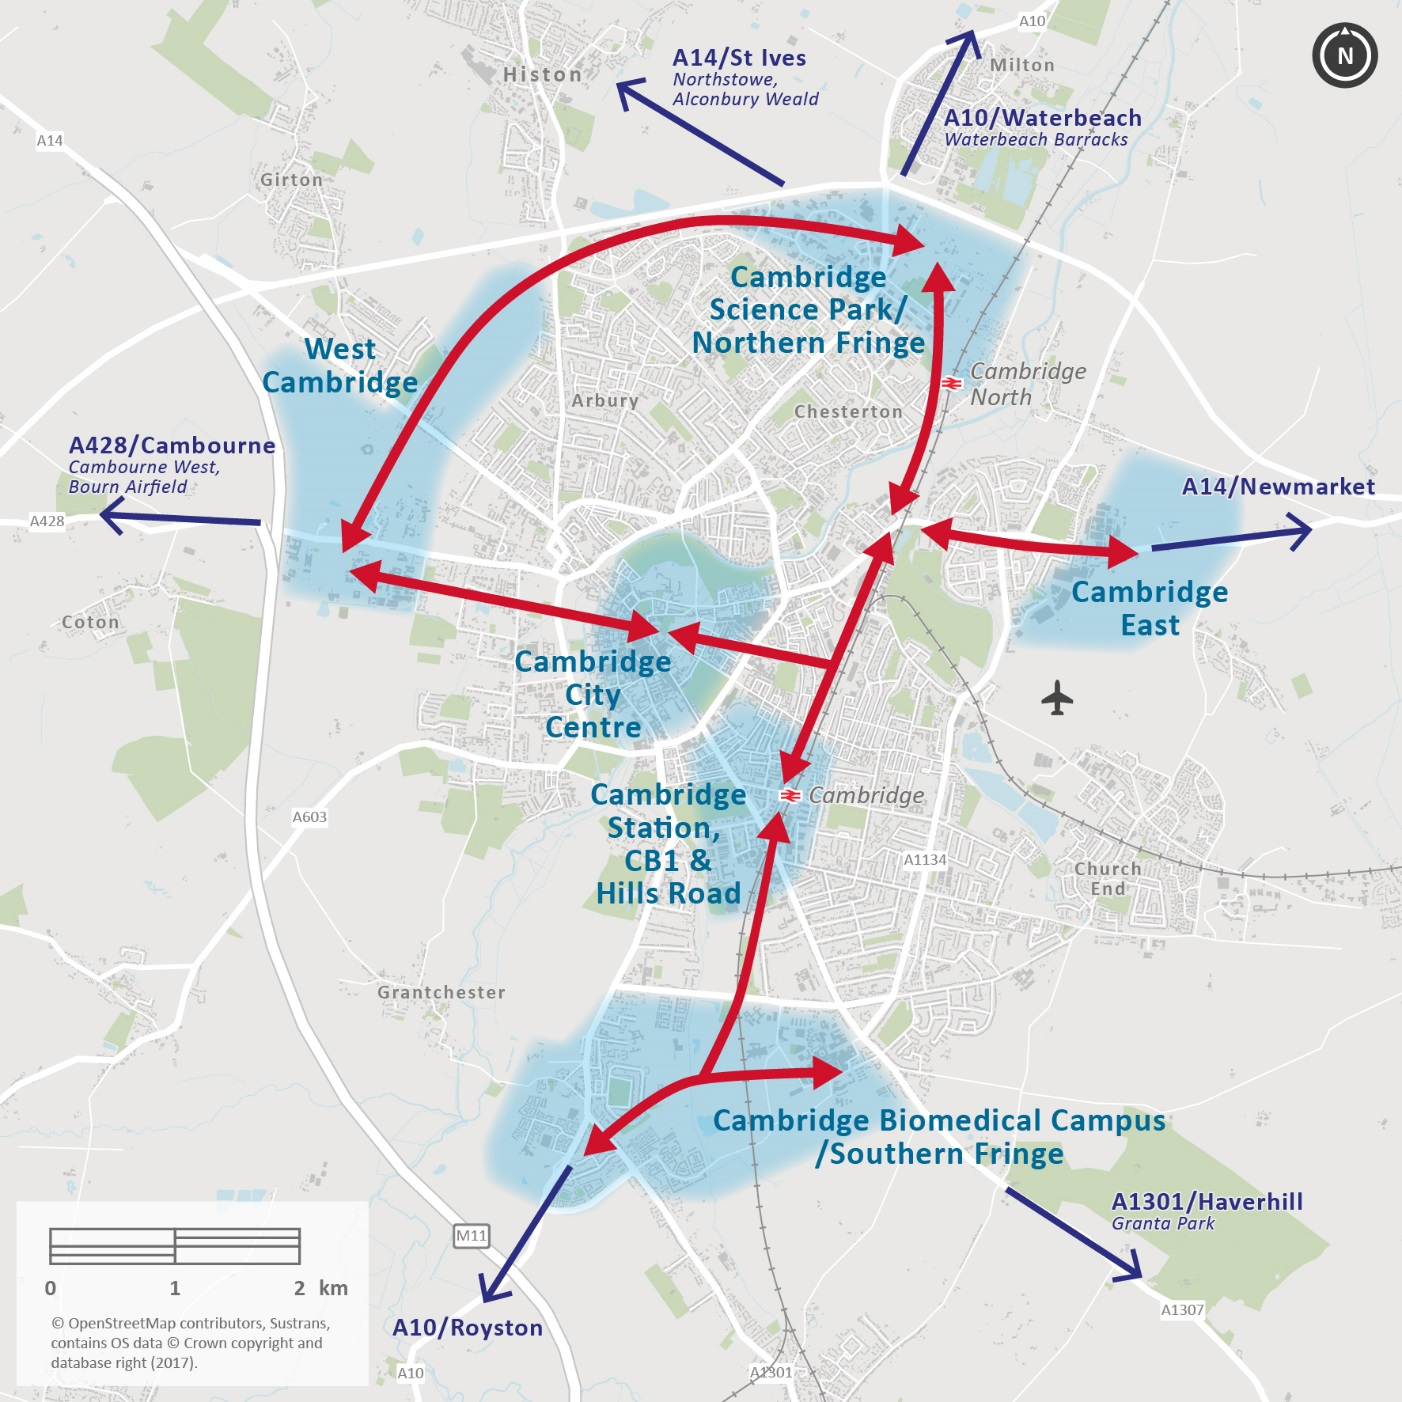 A10
N
A14/St Ives
Northstowe,
Alconbury Weald
Histon
Milton
A10/Waterbeach
Waterbeach Barracks
A14
Girton
Cambridge
Science Park/
Northern Fringe
West
Cambridge
Cambridge
North
Arbury
Chesterton
A428/Cambourne
Cambourne West,
Bourn Airfield
A428
A14/Newmarket
Cambridge
East
Coton
Cambridge
City
Centre
Cambridge
Station,
CB1 &
Hills Road
Cambridge
A603
A1134
Church
End
Grantchester
Cambridge Biomedical Campus
/Southern Fringe
A1301/Haverhill
Granta Park
M11
0 1 2 km
A1307
© OpenStreetMap contributors, Sustrans,
contains OS data © Crown copyright and
database right (2017).
A10/Royston
A10
A1301